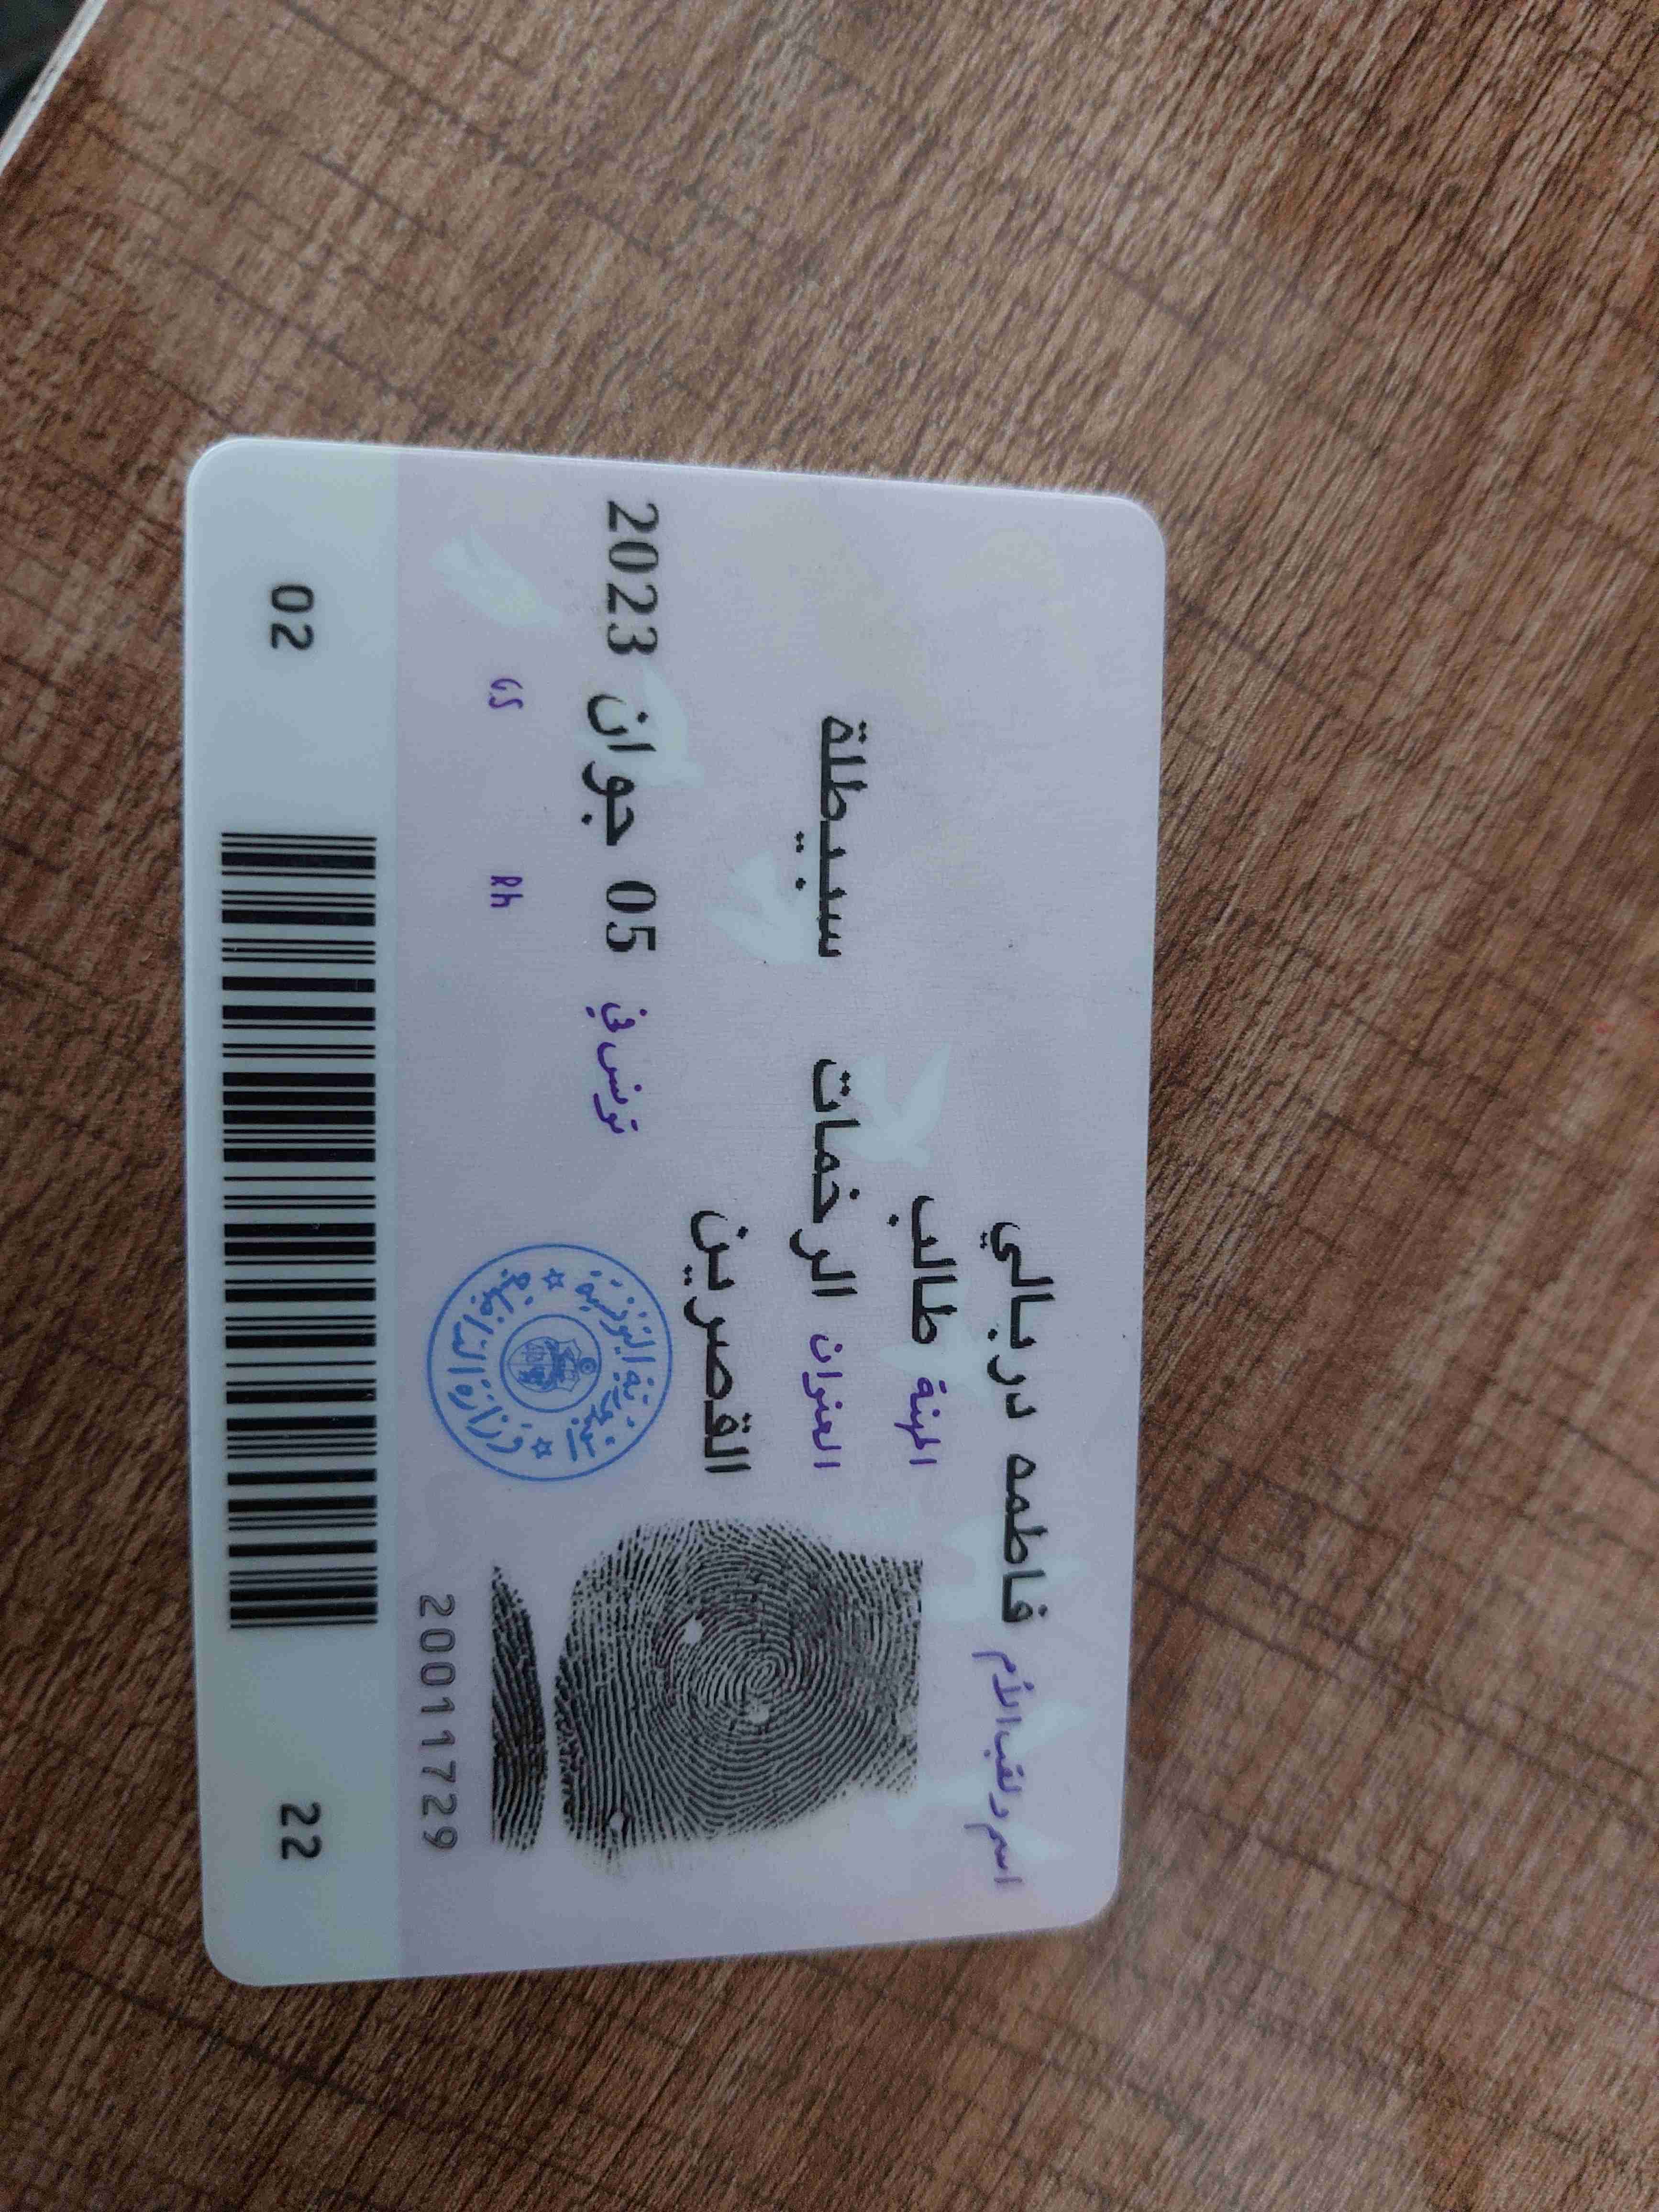 اسم ولقب الأم فاطمه دربالي
المهنة طالب
العنوان الرخمات سبيطلة
القصرين
تونس في 05 جوان 2023
Rh GS
الجمهورية التونسية
وزارة الداخلية
20011729
02 22